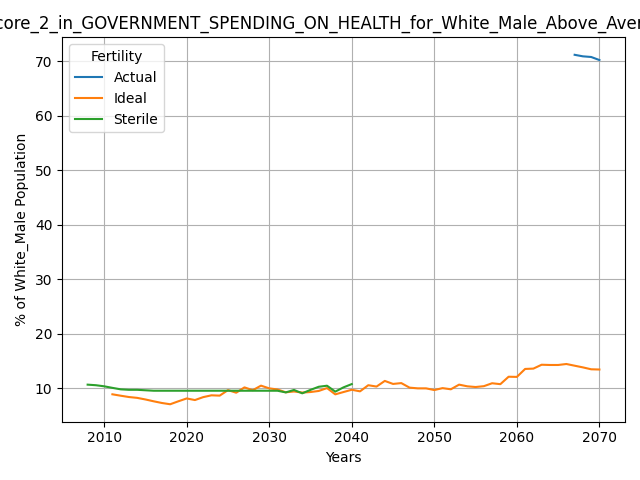 core_2_in_GOVERNMENT_SPENDING_ON_HEALTH_for_White_Male_Above_Aver
Fertility
Actual
Ideal
Sterile
% of White_Male Population
70
60
50
40
30
20
10
2010 2020 2030 2040 2050 2060 2070
Years